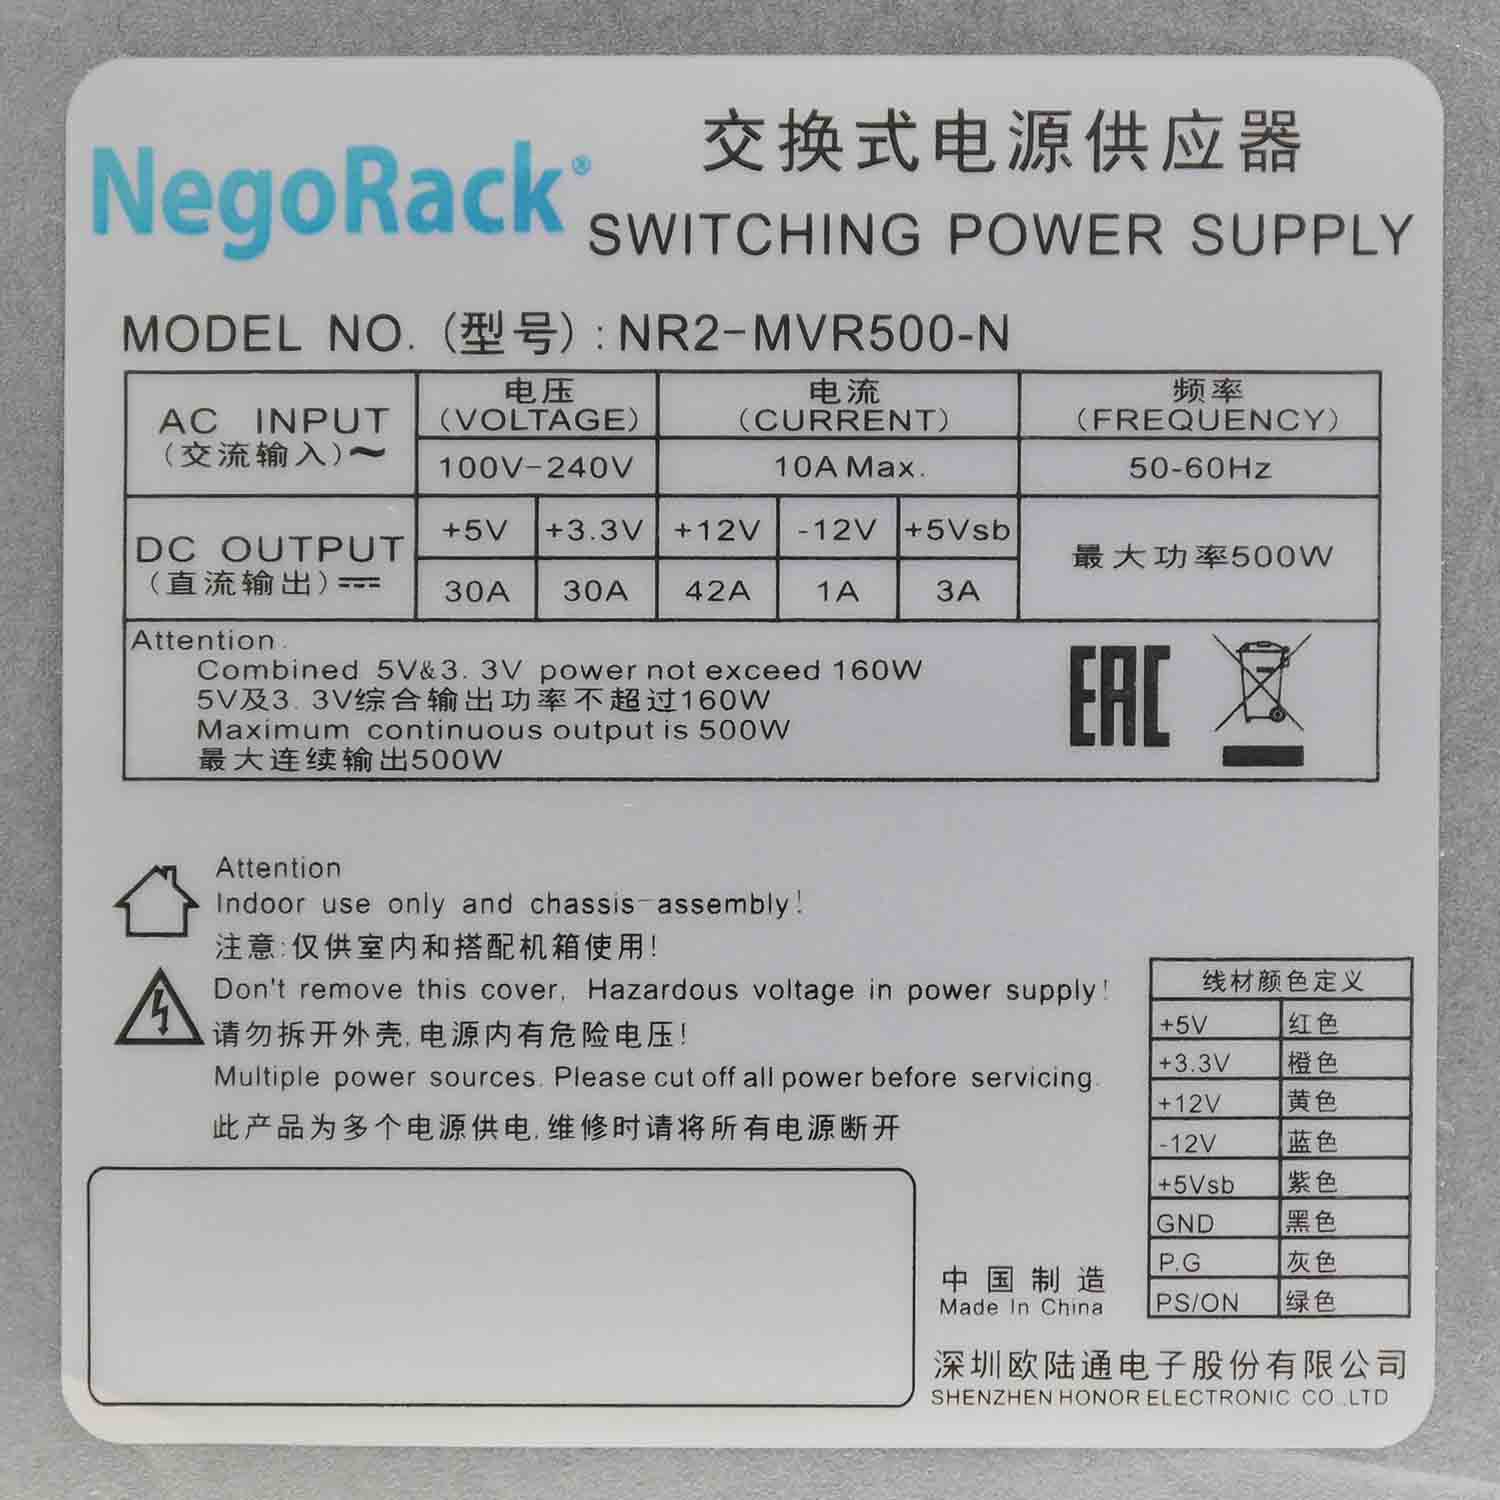 NegoRack®
交换式电源供应器
SWITCHING POWER SUPPLY
MODEL NO. (型号) : NR2-MVR500-N
AC INPUT
(交流输入)~
电压
(VOLTAGE)
电流
(CURRENT)
频率
(FREQUENCY)
100V-240V
10A Max.
50-60Hz
DC OUTPUT
(直流输出)⎓
+5V
+3.3V
+12V
-12V
+5Vsb
30A
30A
42A
1A
3A
最大功率500W
Attention.
Combined 5V&3.3V power not exceed 160W
5V及3.3V综合输出功率不超过160W
Maximum continuous output is 500W
最大连续输出500W
EAC
Attention
Indoor use only and chassis-assembly!
注意:仅供室内和搭配机箱使用!
Don't remove this cover, Hazardous voltage in power supply!
请勿拆开外壳,电源内有危险电压!
Multiple power sources. Please cut off all power before servicing.
此产品为多个电源供电,维修时请将所有电源断开
线材颜色定义
+5V 红色
+3.3V 橙色
+12V 黄色
-12V 蓝色
+5Vsb 紫色
GND 黑色
P.G 灰色
PS/ON 绿色
中国制造
Made In China
深圳欧陆通电子股份有限公司
SHENZHEN HONOR ELECTRONIC CO.,LTD